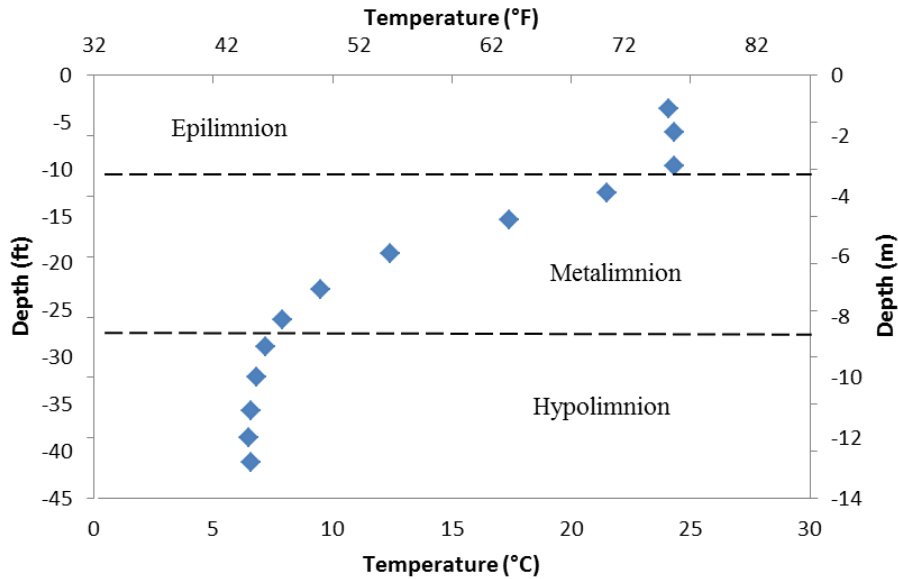 Temperature (°F)
32 42 52 62 72 82
0 0
-5
Epilimnion
-2
-10
-4
-15
-20
-6
Metalimnion
-25
-8
-30
-10
-35
Hypolimnion
-40
-12
-45 -14
Depth (ft)
Depth (m)
0 5 10 15 20 25 30
Temperature (°C)